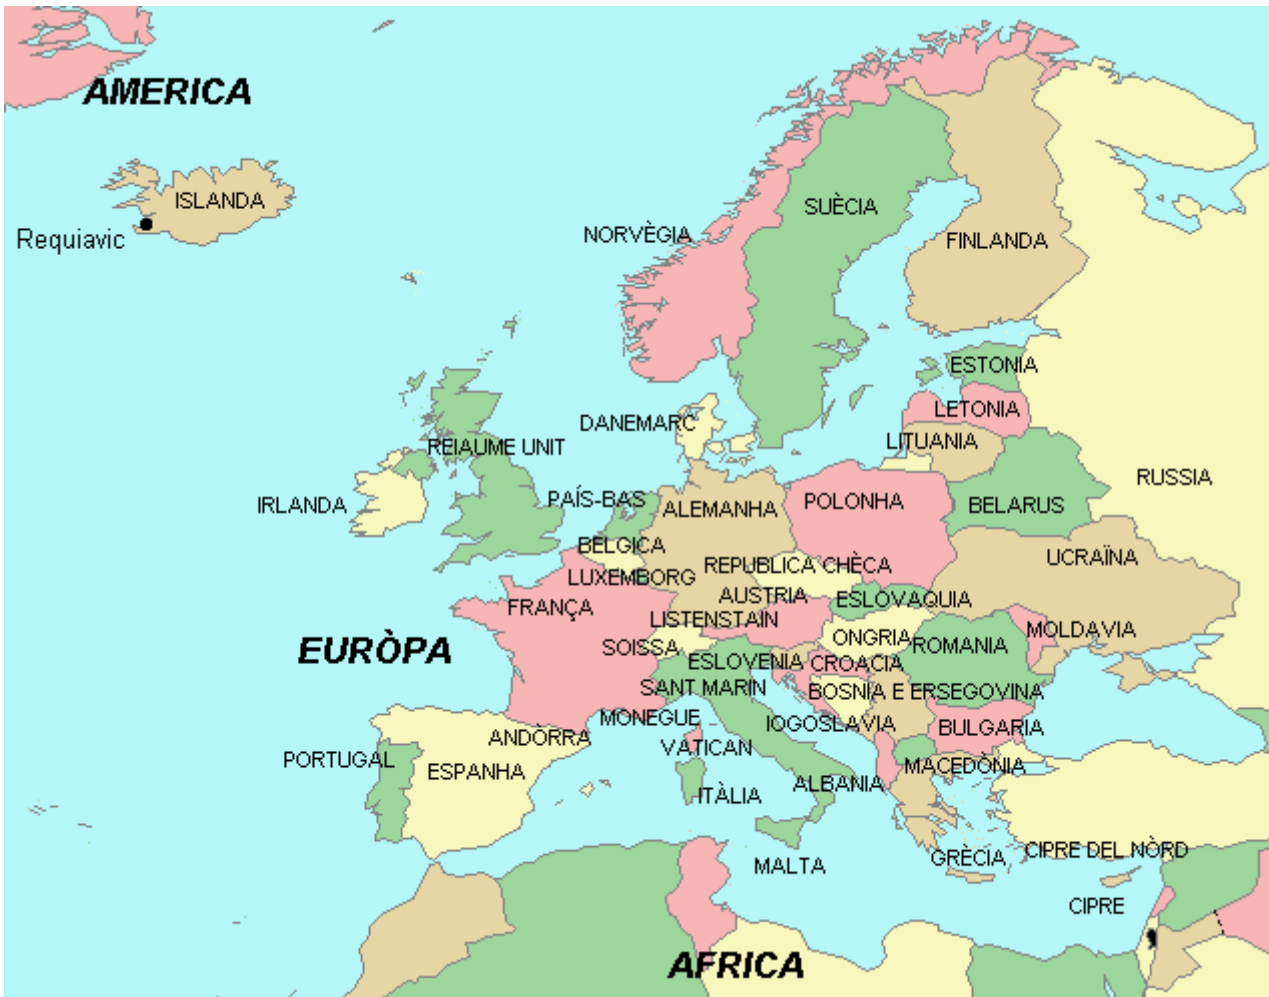 AMERICA
ISLANDA
Requiavic
SUÈCIA
NORVÈGIA
FINLANDA
ESTONIA
LETONIA
DANEMARC
LITUANIA
REIAUME UNIT
RUSSIA
IRLANDA
PAÍS-BAS
ALEMANHA
POLONHA
BELARUS
BELGICA
UCRAÏNA
REPUBLICA CHÈCA
LUXEMBORG
AUSTRIA
ESLOVAQUIA
FRANÇA
LISTENSTAIN
MOLDAVIA
ONGRIA
ROMANIA
SOISSA
EURÒPA
ESLOVENIA
CROACIA
SANT MARIN
BOSNIA E ERSEGOVINA
MONEGUE
IOGOSLAVIA
BULGARIA
ANDÒRRA
VATICAN
PORTUGAL
ESPANHA
MACEDÒNIA
ALBANIA
ITÀLIA
MALTA
GRÈCIA
CIPRE DEL NÒRD
CIPRE
AFRICA